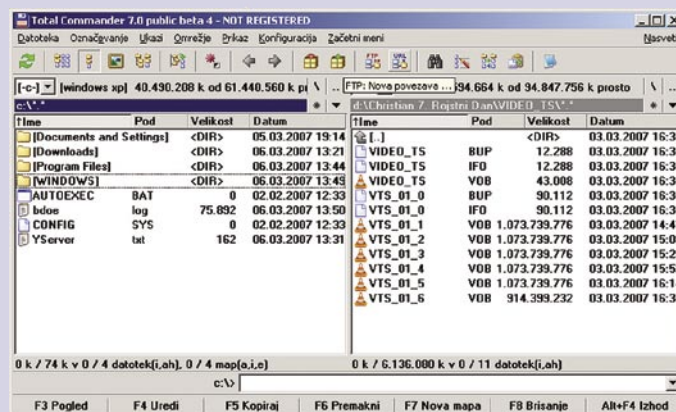 Total Commander 7.0 public beta 4 - NOT REGISTERED
Datoteka Označevanje Ukazi Omrežje Prikaz Konfiguracija Začetni meni Nasvet
FTP URL
[-c-] [windows xp] 40.490.208 k od 61.440.560 k pr \ ..
FTP: Nova povezava ... 594.664 k od 94.847.756 k prosto \ ..
c:\*.* * ▼
d:\Christian 7. Rojstni Dan\VIDEO_TS\*.* * ▼
↑Ime Pod Velikost Datum
[Documents and Settings] <DIR> 05.03.2007 19:14
[Downloads] <DIR> 06.03.2007 13:21
[Program Files] <DIR> 06.03.2007 13:44
[WINDOWS] <DIR> 06.03.2007 13:49
AUTOEXEC BAT 0 02.02.2007 12:33
bdoe log 75.892 06.03.2007 13:50
CONFIG SYS 0 02.02.2007 12:33
YServer txt 162 06.03.2007 13:31
↑Ime Pod Velikost Datum
[..] <DIR> 03.03.2007 16:3
VIDEO_TS BUP 12.288 03.03.2007 16:3
VIDEO_TS IFO 12.288 03.03.2007 16:3
VIDEO_TS VOB 43.008 03.03.2007 16:3
VTS_01_0 BUP 90.112 03.03.2007 16:3
VTS_01_0 IFO 90.112 03.03.2007 16:3
VTS_01_1 VOB 1.073.739.776 03.03.2007 14:4
VTS_01_2 VOB 1.073.739.776 03.03.2007 15:0
VTS_01_3 VOB 1.073.739.776 03.03.2007 15:2
VTS_01_4 VOB 1.073.739.776 03.03.2007 15:5
VTS_01_5 VOB 1.073.739.776 03.03.2007 16:1
VTS_01_6 VOB 914.399.232 03.03.2007 16:3
0 k / 74 k v 0 / 4 datotek(i,ah), 0 / 4 map(a,i,e)
0 k / 6.136.080 k v 0 / 11 datotek(i,ah)
c:\>
F3 Pogled F4 Uredi F5 Kopiraj F6 Premakni F7 Nova mapa F8 Brisanje Alt+F4 Izhod